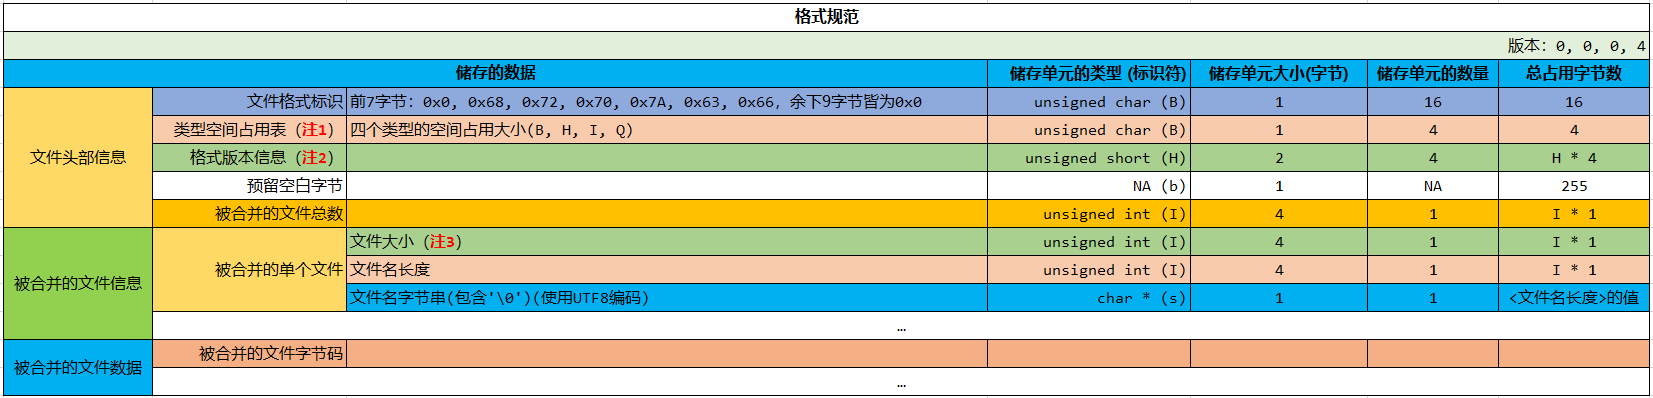 格式规范
版本：0, 0, 0, 4
储存的数据 储存单元的类型 (标识符) 储存单元大小(字节) 储存单元的数量 总占用字节数
文件头部信息
文件格式标识 前7字节：0x0, 0x68, 0x72, 0x70, 0x7A, 0x63, 0x66, 余下9字节皆为0x0 unsigned char (B) 1 16 16
类型空间占用表（注1） 四个类型的空间占用大小(B, H, I, Q) unsigned char (B) 1 4 4
格式版本信息（注2） unsigned short (H) 2 4 H * 4
预留空白字节 NA (b) 1 NA 255
被合并的文件总数 unsigned int (I) 4 1 I * 1
被合并的文件信息
被合并的单个文件
文件大小（注3） unsigned int (I) 4 1 I * 1
文件名长度 unsigned int (I) 4 1 I * 1
文件名字节串(包含'\0')(使用UTF8编码) char * (s) 1 1 <文件名长度>的值
…
被合并的文件数据
被合并的文件字节码
…